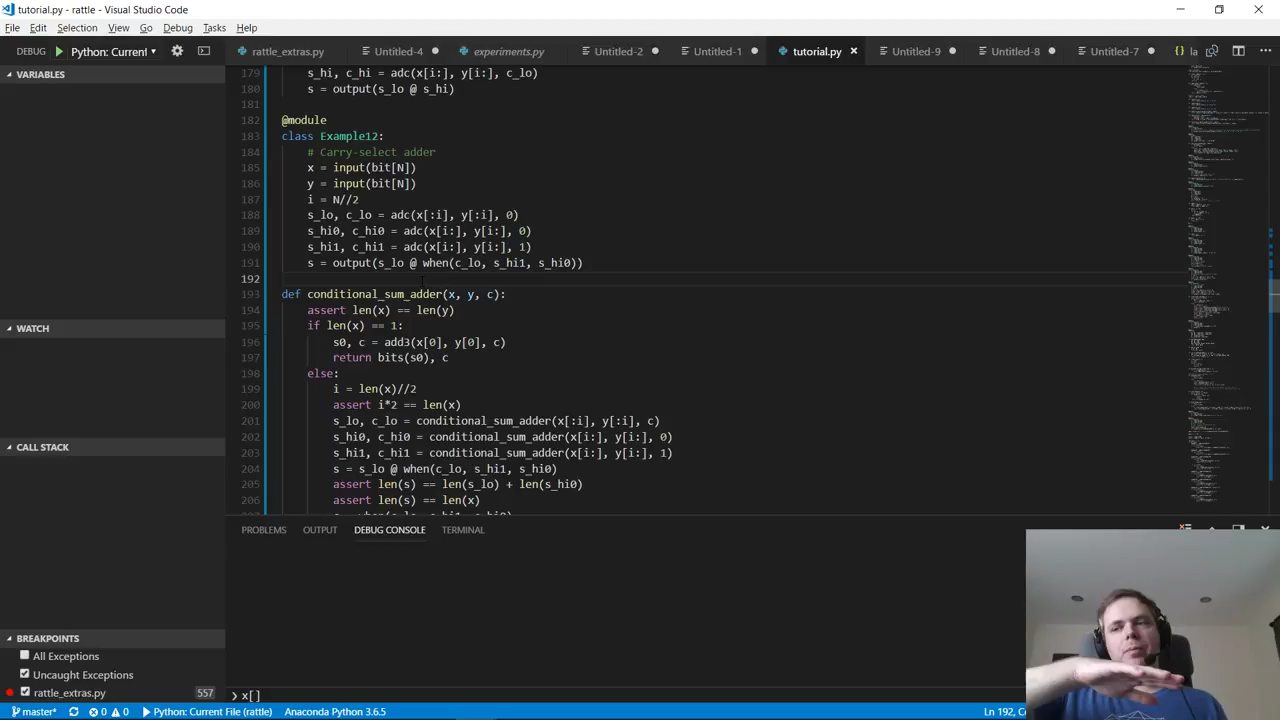 tutorial.py - rattle - Visual Studio Code
File Edit Selection View Go Debug Tasks Help
DEBUG Python: Current
rattle_extras.py Untitled-4 experiments.py Untitled-2 Untitled-1 tutorial.py Untitled-9 Untitled-8 Untitled-7 {} la
VARIABLES
WATCH
CALL STACK
BREAKPOINTS
All Exceptions
Uncaught Exceptions
rattle_extras.py 557
179 s_hi, c_hi = adc(x[i:], y[i:], c_lo)
180 s = output(s_lo @ s_hi)
181
182 @module
183 class Example12:
184 # Carry-select adder
185 x = input(bit[N])
186 y = input(bit[N])
187 i = N//2
188 s_lo, c_lo = adc(x[:i], y[:i], 0)
189 s_hi0, c_hi0 = adc(x[i:], y[i:], 0)
190 s_hi1, c_hi1 = adc(x[i:], y[i:], 1)
191 s = output(s_lo @ when(c_lo, s_hi1, s_hi0))
192
193 def conditional_sum_adder(x, y, c):
194 assert len(x) == len(y)
195 if len(x) == 1:
196 s0, c = add3(x[0], y[0], c)
197 return bits(s0), c
198 else:
199 i = len(x)//2
200 assert i*2 == len(x)
201 s_lo, c_lo = conditional_sum_adder(x[:i], y[:i], c)
202 s_hi0, c_hi0 = conditional_sum_adder(x[i:], y[i:], 0)
203 s_hi1, c_hi1 = conditional_sum_adder(x[i:], y[i:], 1)
204 s = s_lo @ when(c_lo, s_hi1, s_hi0)
205 assert len(s) == len(s_lo) + len(s_hi0)
206 assert len(s) == len(x)
PROBLEMS OUTPUT DEBUG CONSOLE TERMINAL
x[]
master* 0 0 Python: Current File (rattle) Anaconda Python 3.6.5 Ln 192,